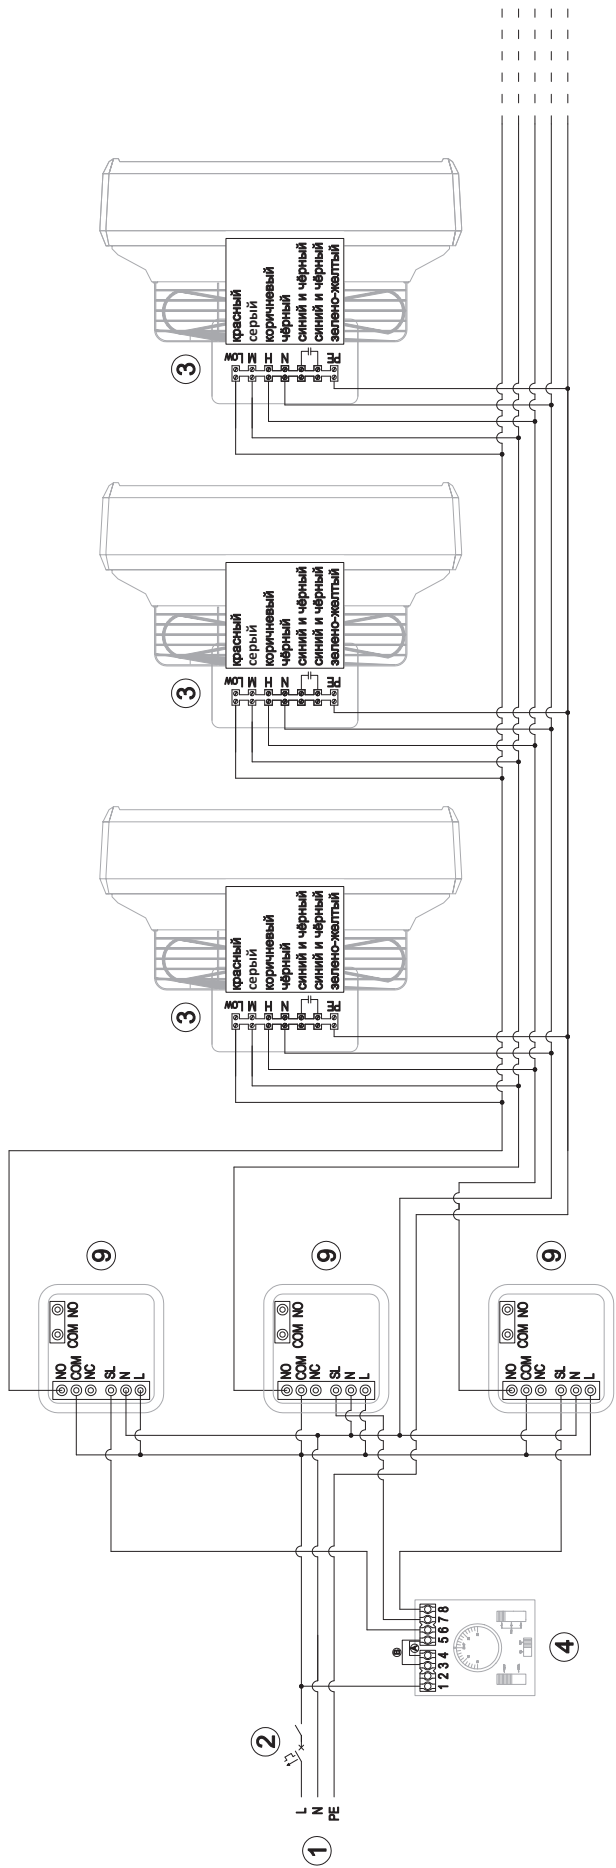 красный
серый
коричневый
чёрный
синий и чёрный
синий и чёрный
зелено-желтый
Low
M
H
N
PE
3
красный
серый
коричневый
чёрный
синий и чёрный
синий и чёрный
зелено-желтый
Low
M
H
N
PE
3
красный
серый
коричневый
чёрный
синий и чёрный
синий и чёрный
зелено-желтый
Low
M
H
N
PE
3
9
COM NO
NO
COM
NC
SL
N
L
9
COM NO
NO
COM
NC
SL
N
L
9
COM NO
NO
COM
NC
SL
N
L
1 2 3 4 5 6 7 8
A
B
4
2
L
N
PE
1